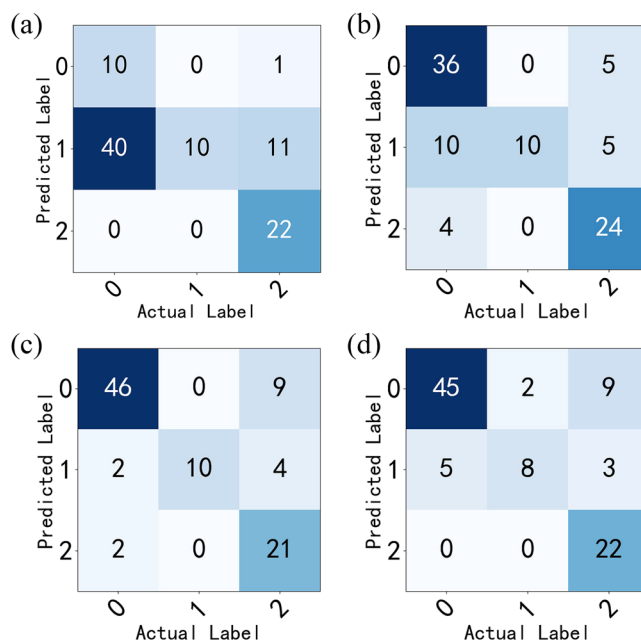 (a) (b)
Predicted Label
0 10 0 1
1 40 10 11
2 0 0 22
0 1 2
Actual Label
Predicted Label
0 36 0 5
1 10 10 5
2 4 0 24
0 1 2
Actual Label
(c) (d)
Predicted Label
0 46 0 9
1 2 10 4
2 2 0 21
0 1 2
Actual Label
Predicted Label
0 45 2 9
1 5 8 3
2 0 0 22
0 1 2
Actual Label